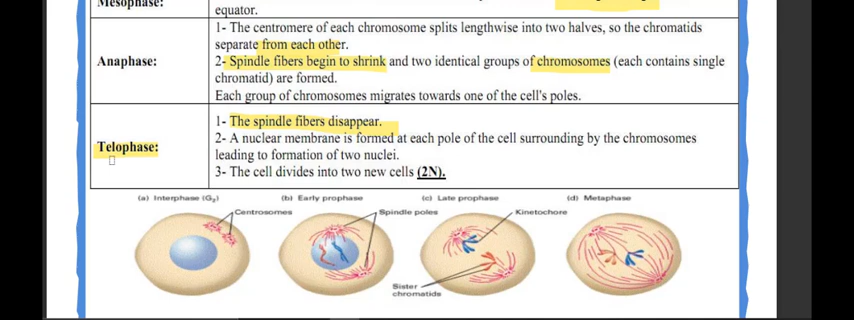 equator.
Anaphase:
1- The centromere of each chromosome splits lengthwise into two halves, so the chromatids
separate from each other.
2- Spindle fibers begin to shrink and two identical groups of chromosomes (each contains single
chromatid) are formed.
Each group of chromosomes migrates towards one of the cell's poles.
Telophase:
1- The spindle fibers disappear.
2- A nuclear membrane is formed at each pole of the cell surrounding by the chromosomes
leading to formation of two nuclei.
3- The cell divides into two new cells (2N).
(a) Interphase (G₂) (b) Early prophase (c) Late prophase (d) Metaphase
Centrosomes Spindle poles Kinetochore
Sister
chromatids